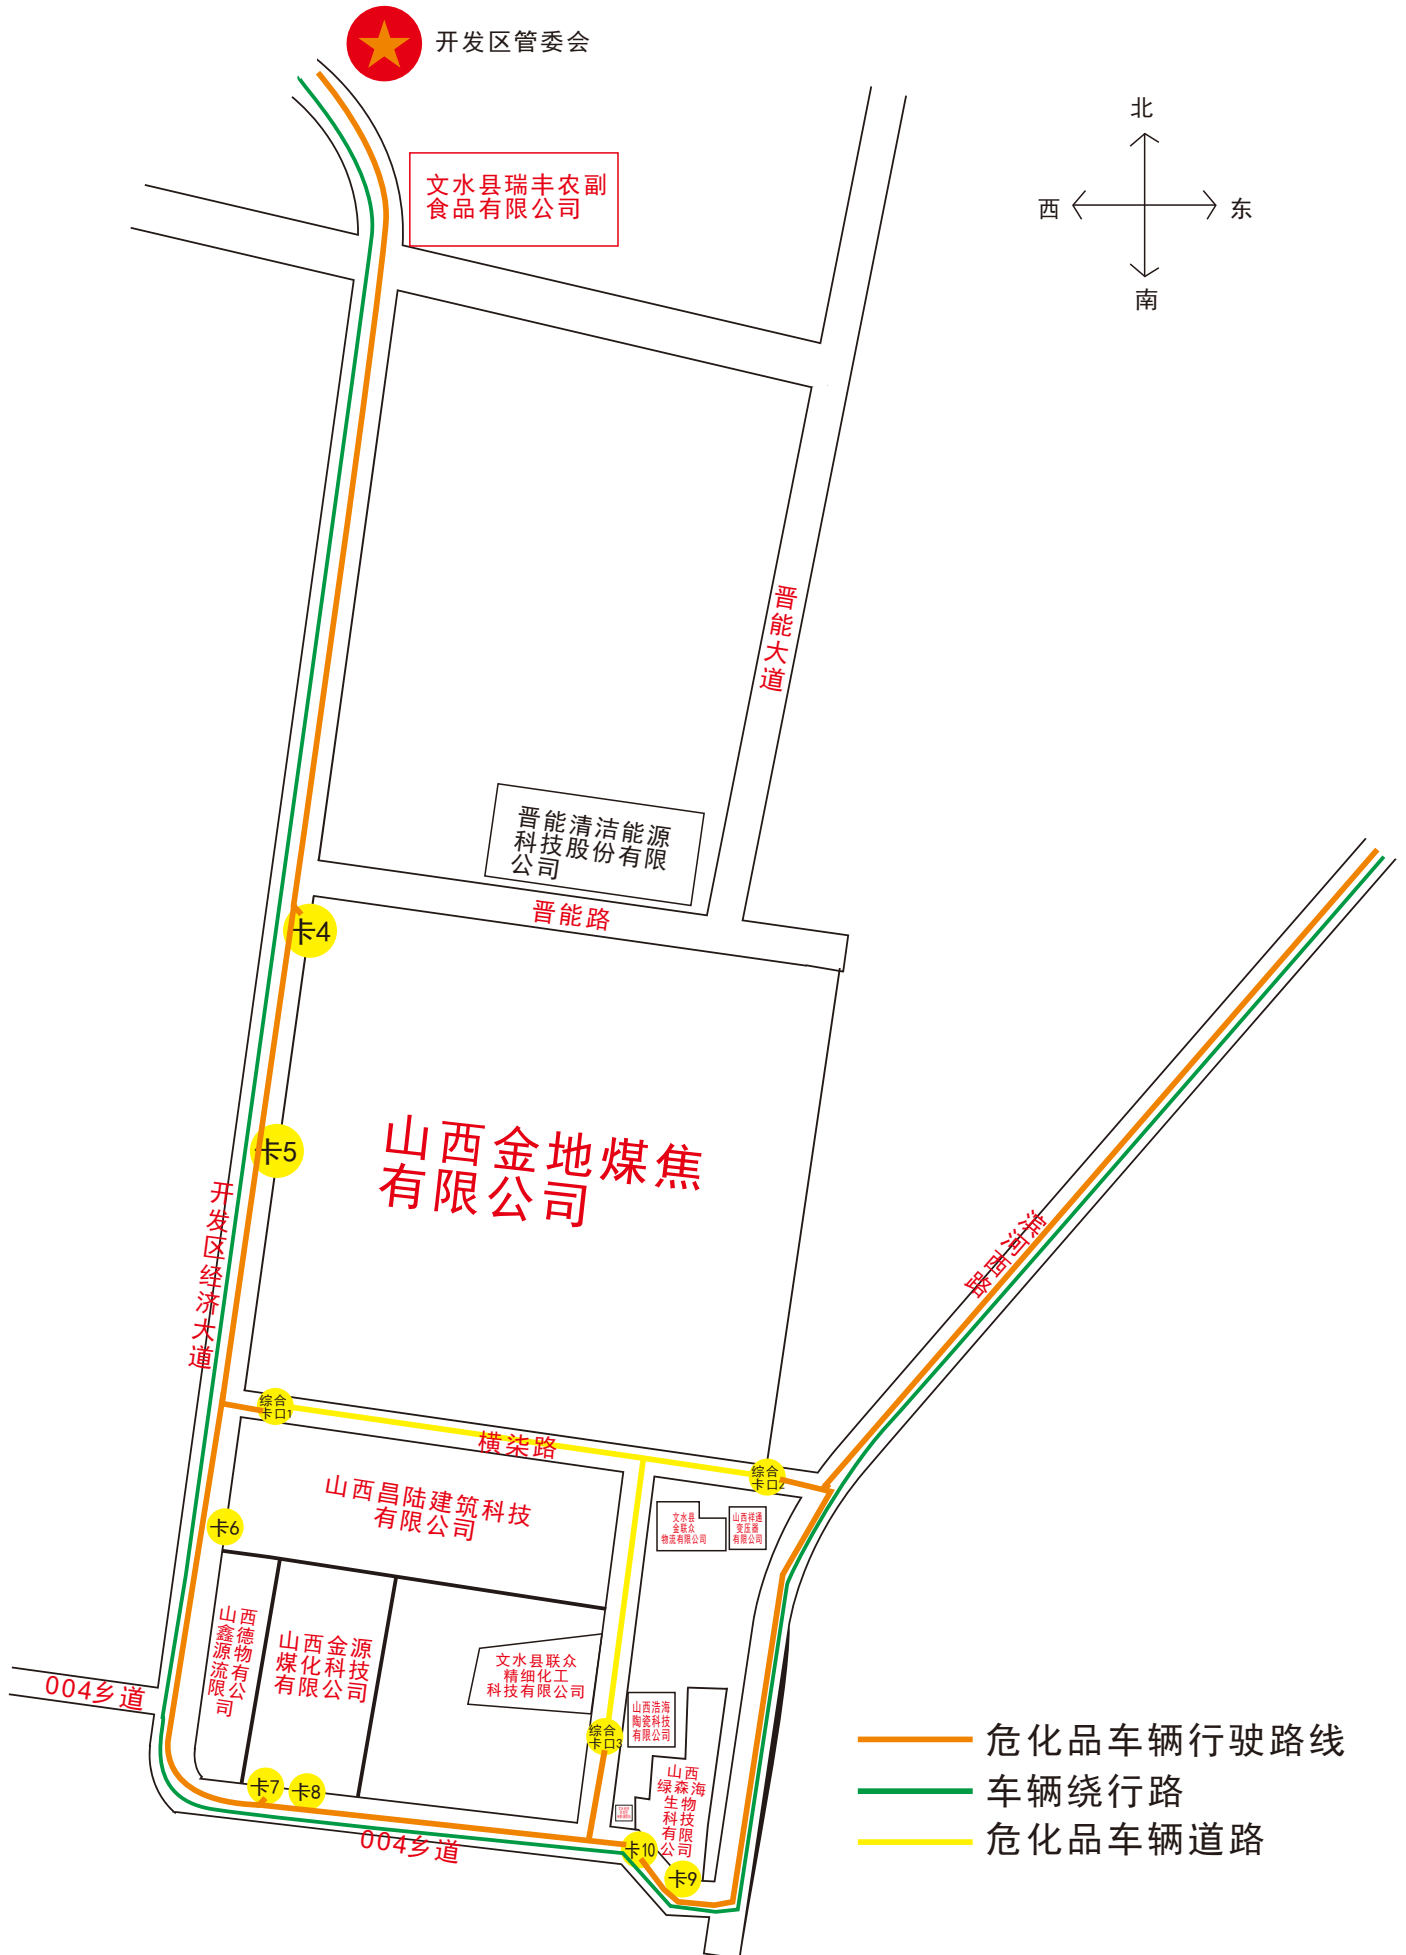 开发区管委会
北
西
东
南
文水县瑞丰农副
食品有限公司
晋能大道
晋能清洁能源
科技股份有限
公司
晋能路
卡4
山西金地煤焦
有限公司
卡5
开发区经济大道
滨河西路
综合
卡口1
横柒路
综合
卡口2
山西昌陆建筑科技
有限公司
卡6
文水县
金联众
物流有限公司
山西祥通
变压器
有限公司
山西
鑫德
源物
流有
限公
司
山西金源
煤化科技
有限公司
文水县联众
精细化工
科技有限公司
004乡道
山西浩海
陶瓷科技
有限公司
综合
卡口3
山西
绿森海
生物
科技
有限
公司
卡7
卡8
004乡道
卡10
卡9
危化品车辆行驶路线
车辆绕行路
危化品车辆道路